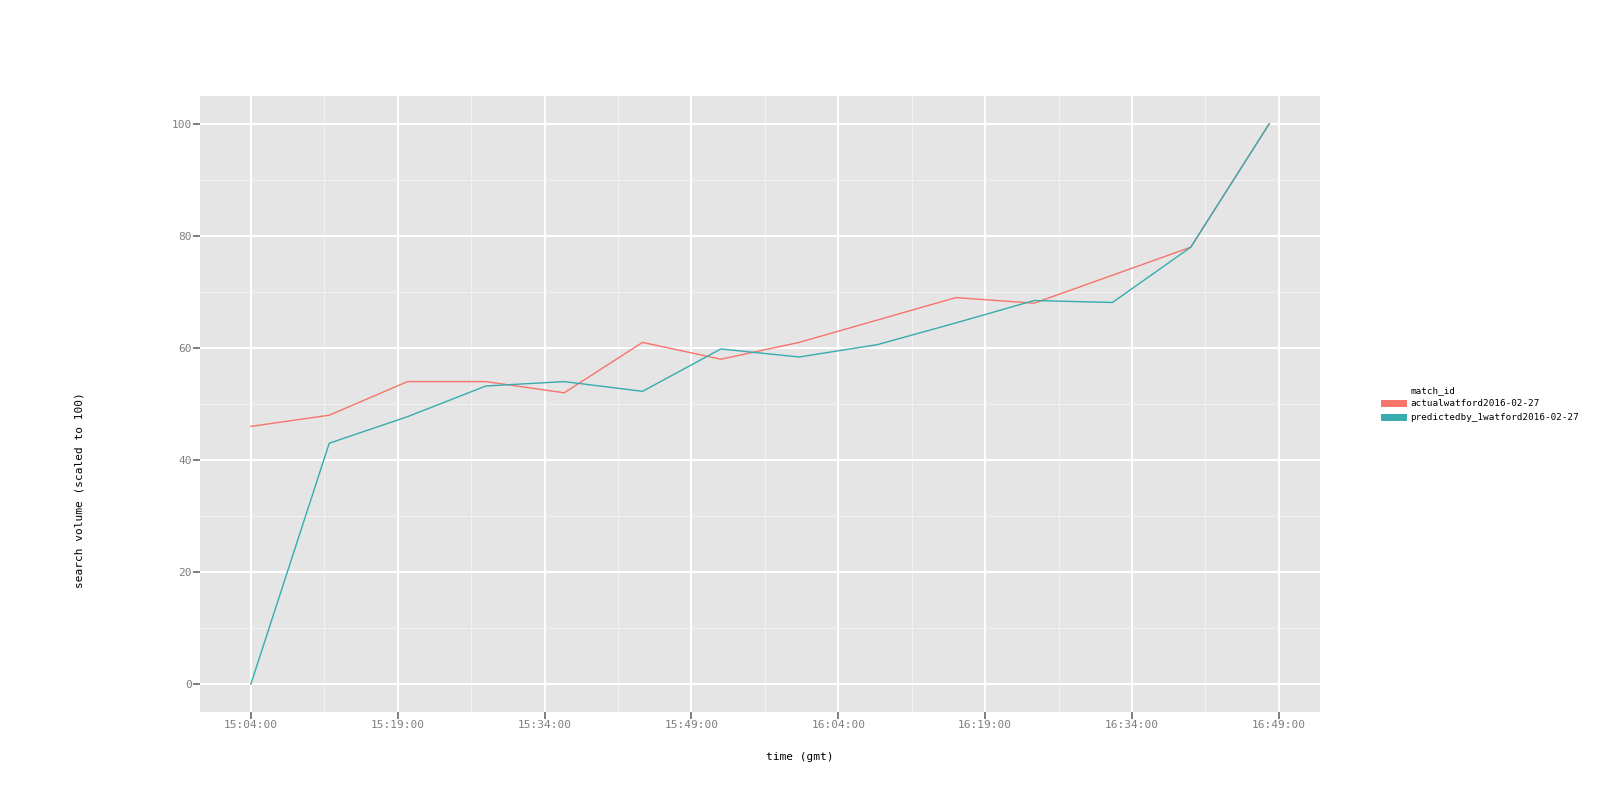 100
80
60
40
20
0
search volume (scaled to 100)
15:04:00 15:19:00 15:34:00 15:49:00 16:04:00 16:19:00 16:34:00 16:49:00
time (gmt)
match_id
actualwatford2016-02-27
predictedby_1watford2016-02-27